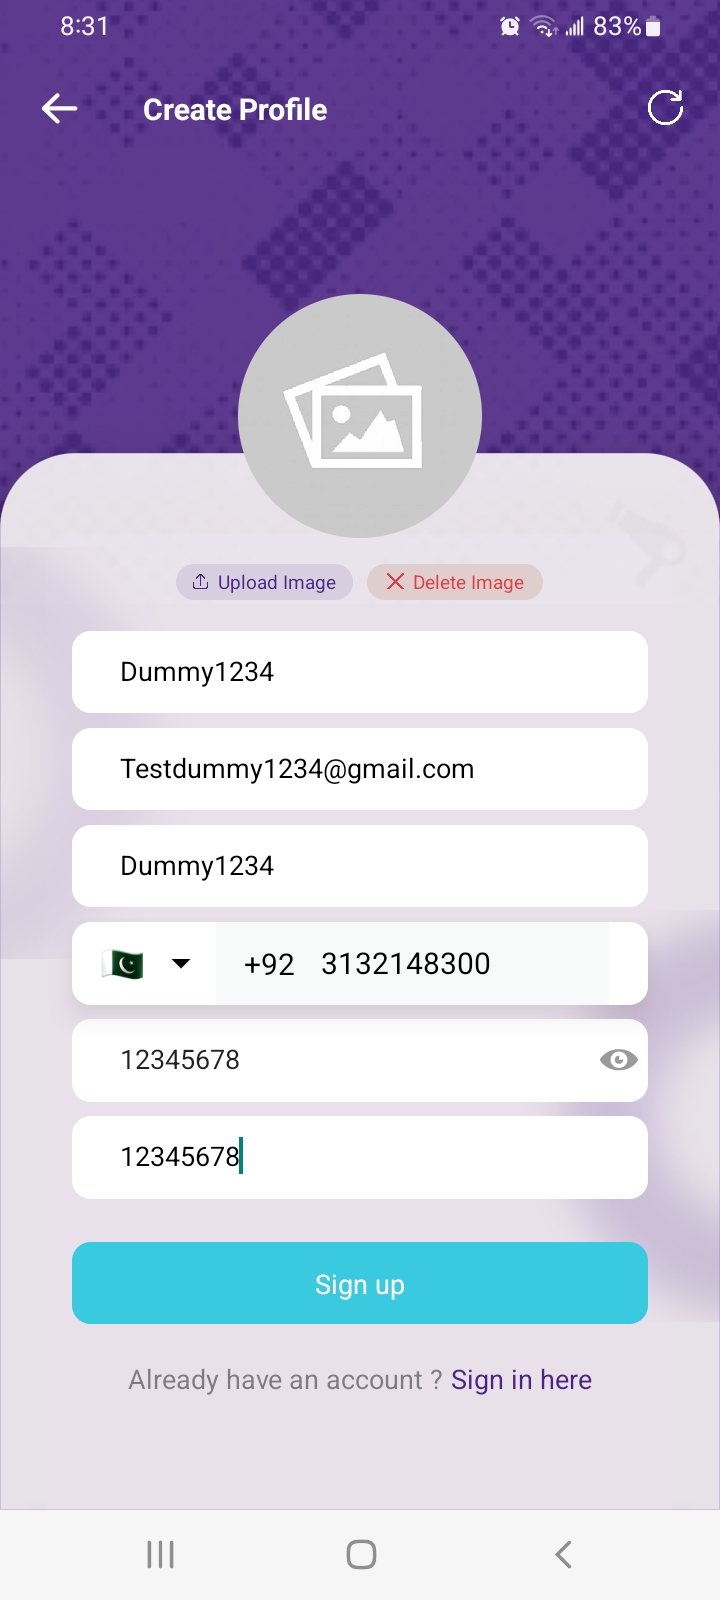 8:31 83%
Create Profile
Upload Image Delete Image
Dummy1234
Testdummy1234@gmail.com
Dummy1234
+92 3132148300
12345678
12345678
Sign up
Already have an account ? Sign in here